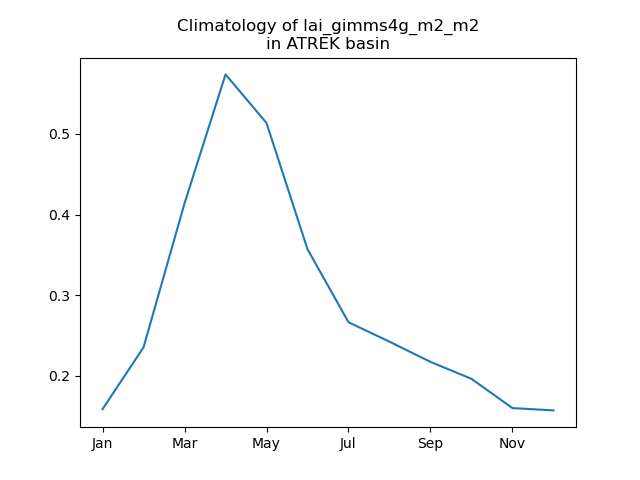 Climatology of lai_gimms4g_m2_m2
in ATREK basin
0.5
0.4
0.3
0.2
Jan
Mar
May
Jul
Sep
Nov